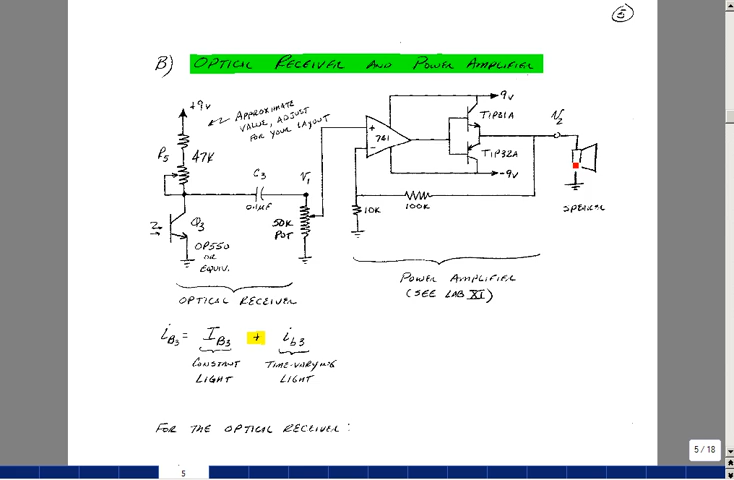 5
B) OPTICAL RECEIVER AND POWER AMPLIFIER
+9V
APPROXIMATE
VALUE, ADJUST
FOR YOUR LAYOUT
9V
TIP31A
V2
P5
47K
+
741
-
TIP32A
C3
V1
-9V
0.1µF
10K
100K
SPEAKER
Q3
50K
POT
OP550
OR
EQUIV.
OPTICAL RECEIVER
POWER AMPLIFIER
(SEE LAB XI)
iB3 = IB3 + ib3
CONSTANT
LIGHT
TIME-VARYING
LIGHT
FOR THE OPTICAL RECEIVER:
5 / 18
5